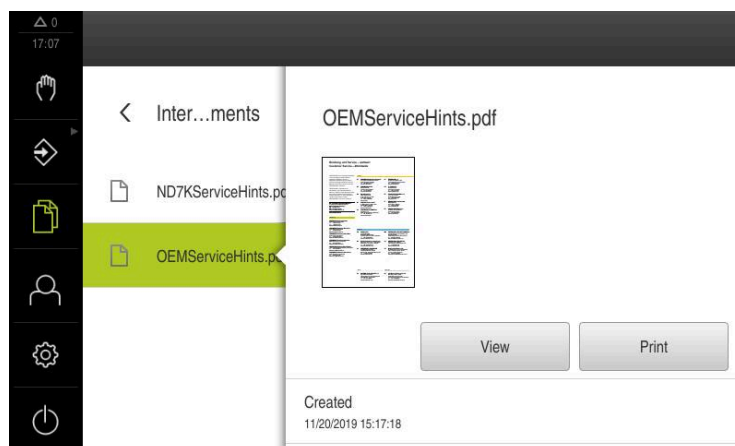 0
17:07
Inter...ments
OEMServiceHints.pdf
ND7KServiceHints.pd
OEMServiceHints.p
View
Print
Created
11/20/2019 15:17:18